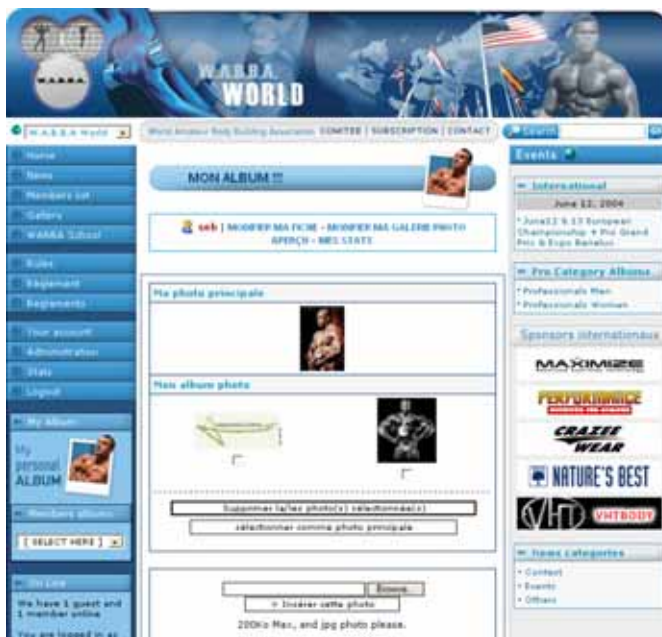 W.A.B.B.A.
W.A.B.B.A.
WORLD
W.A.B.B.A World
World Amateur Body Building Association COMITEE | SUBSCRIPTION | CONTACT
Search
Home
News
Members list
Gallery
WABBA School
Rules
Reglement
Reglements
Your account
Administration
Stats
Logout
My Album
My
personal
ALBUM
Members albums
[ SELECT HERE ]
On Line
We have 1 guest and
1 member online
You are logged in as
MON ALBUM !!!
seb | MODIFIER MA FICHE - MODIFIER MA GALERIE PHOTO
APERÇU - MES STATS
Ma photo principale
Mon album photo
Supprimer la/les photo(s) sélectionnée(s)
sélectionner comme photo principale
Browse...
> Insérer cette photo
200Ko Max, and jpg photo please.
Events
International
June 12, 2004
June12 & 13 European
Championship + Pro Grand
Prix & Expo Benelux
Pro Category Albums
Professionals Men
Professionals Woman
Sponsors internationaux
MAXIMIZE
PERFORMANCE
CRAZEE
WEAR
NATURE'S BEST
VHT
VHTBODY
News categories
Contest
Events
Others